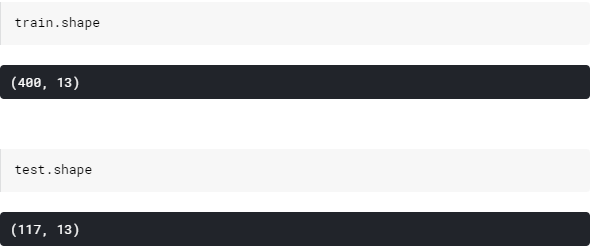 train.shape
(400, 13)
test.shape
(117, 13)